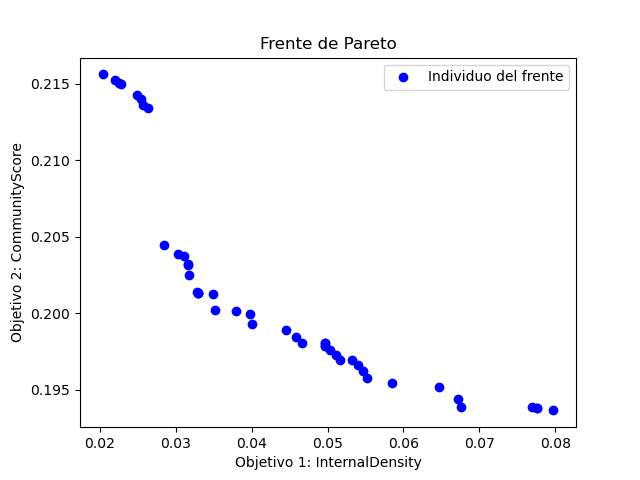 Frente de Pareto
Individuo del frente
Objetivo 2: CommunityScore
0.215
0.210
0.205
0.200
0.195
0.02 0.03 0.04 0.05 0.06 0.07 0.08
Objetivo 1: InternalDensity